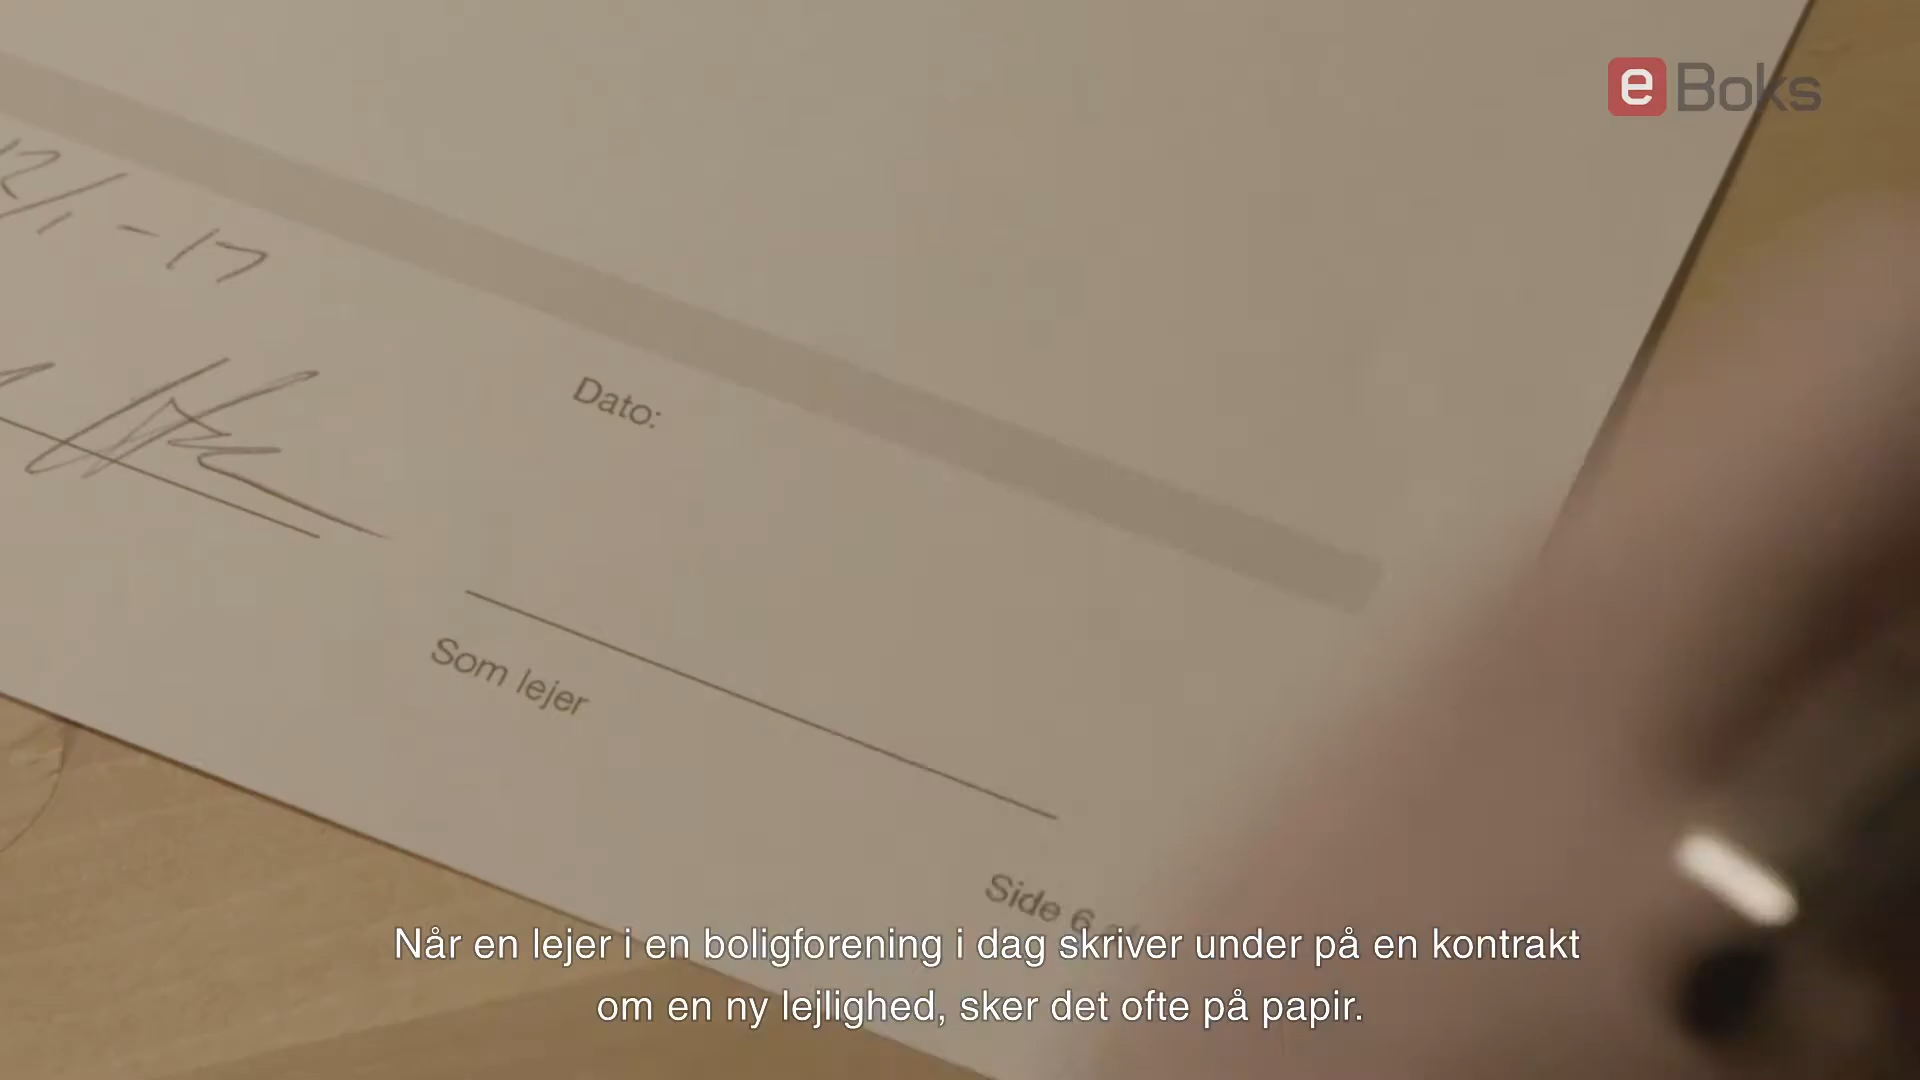 e Boks
12/1-17
Dato:
Som lejer
Side 6
Når en lejer i en boligforening i dag skriver under på en kontrakt
om en ny lejlighed, sker det ofte på papir.